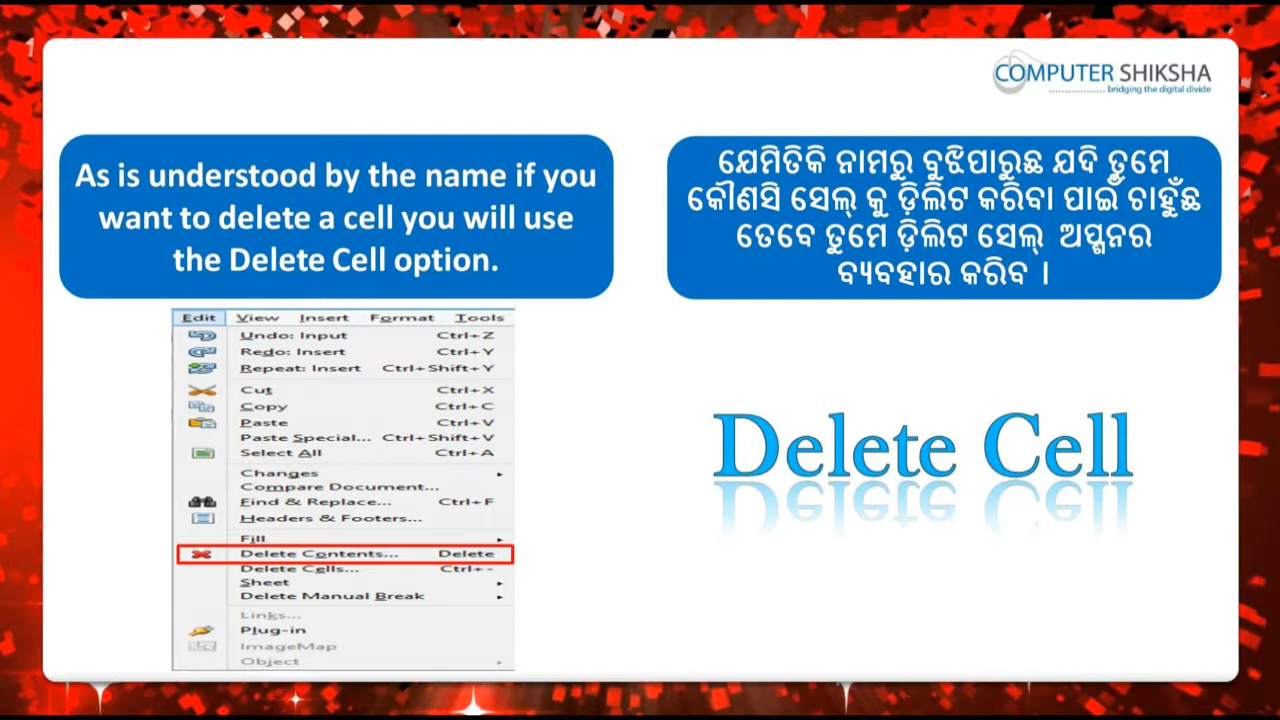 COMPUTER SHIKSHA
bridging the digital divide
As is understood by the name if you
want to delete a cell you will use
the Delete Cell option.
ଯେମିତିକି ନାମରୁ ବୁଝିପାରୁଛ ଯଦି ତୁମେ
କୌଣସି ସେଲ୍ କୁ ଡ଼ିଲିଟ କରିବା ପାଇଁ ଚାହୁଁଛ
ତେବେ ତୁମେ ଡ଼ିଲିଟ ସେଲ୍ ଅପ୍ସନର
ବ୍ୟବହାର କରିବ ।
Edit View Insert Format Tools
Undo: Input Ctrl+Z
Redo: Insert Ctrl+Y
Repeat: Insert Ctrl+Shift+Y
Cut Ctrl+X
Copy Ctrl+C
Paste Ctrl+V
Paste Special... Ctrl+Shift+V
Select All Ctrl+A
Changes
Compare Document...
Find & Replace... Ctrl+F
Headers & Footers...
Fill
Delete Contents... Delete
Delete Cells... Ctrl+-
Sheet
Delete Manual Break
Links...
Plug-in
ImageMap
Object
Delete Cell